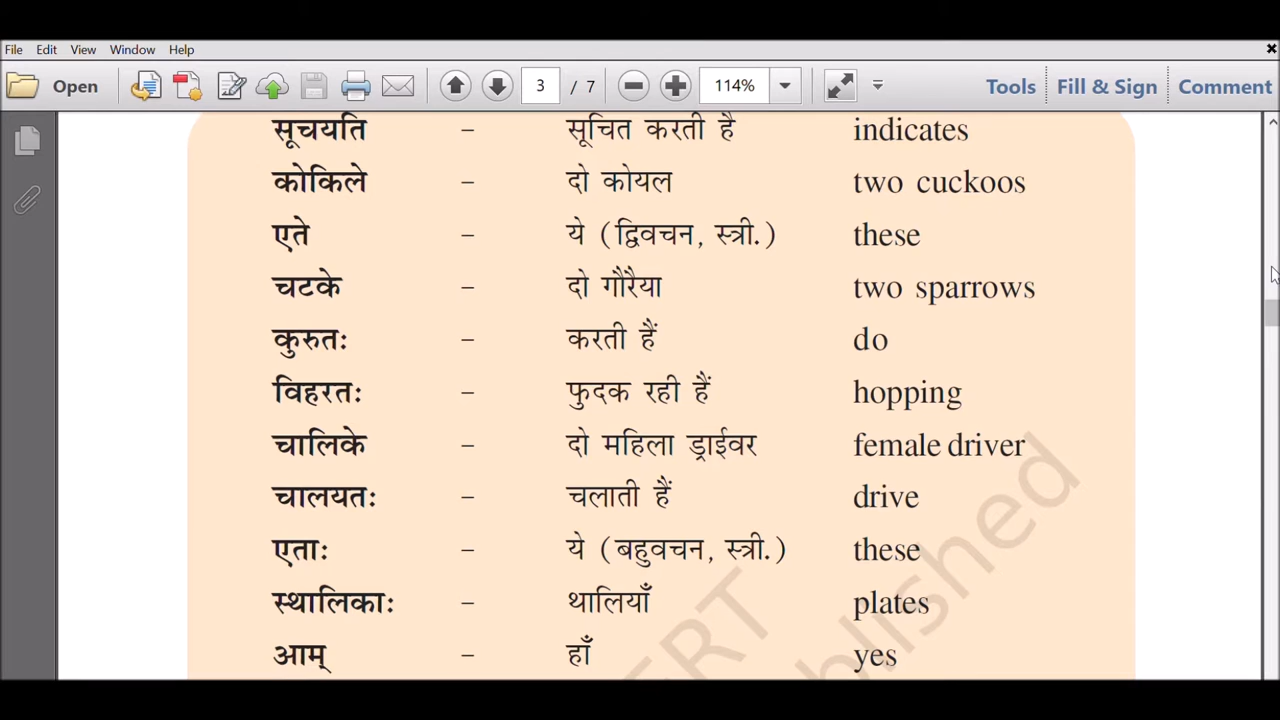 File Edit View Window Help
Open 3 / 7 114% Tools Fill & Sign Comment
सूचयति – सूचित करती है indicates
कोकिले – दो कोयल two cuckoos
एते – ये (द्विवचन, स्त्री.) these
चटके – दो गौरैया two sparrows
कुरुतः – करती हैं do
विहरतः – फुदक रही हैं hopping
चालिके – दो महिला ड्राईवर female driver
चालयतः – चलाती हैं drive
एताः – ये (बहुवचन, स्त्री.) these
स्थालिकाः – थालियाँ plates
आम् – हाँ yes